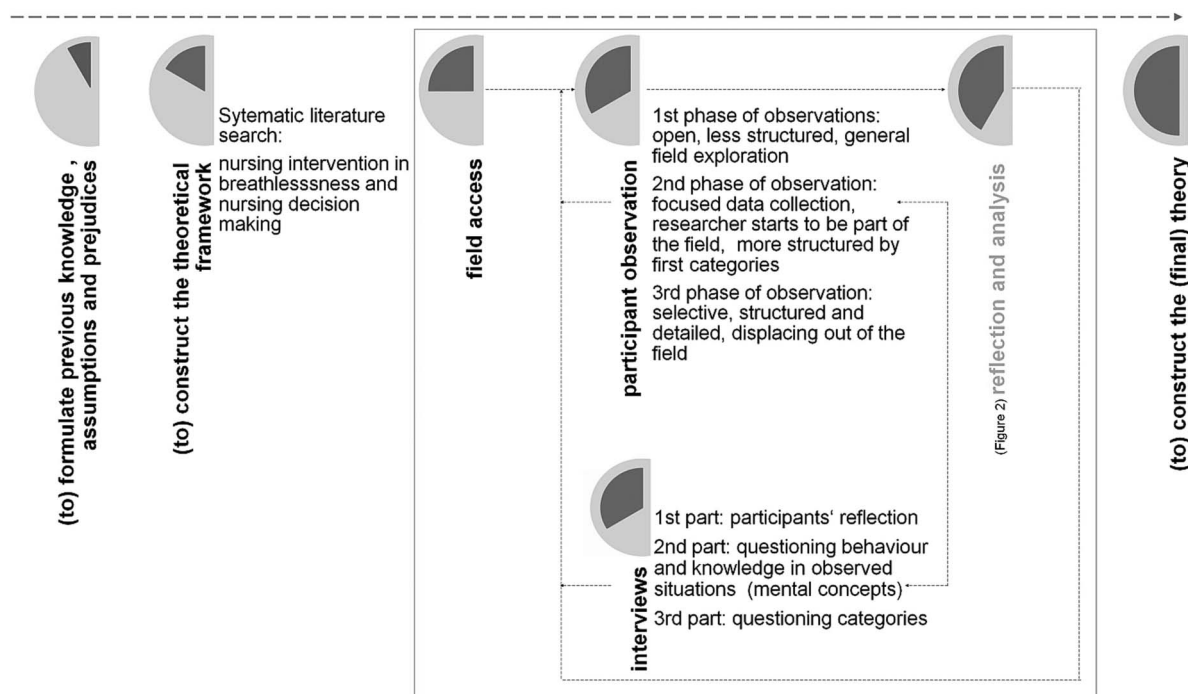 (to) formulate previous knowledge ,
assumptions and prejudices
(to) construct the theoretical
framework
Sytematic literature
search:
nursing intervention in
breathlesssness and
nursing decision
making
field access
participant observation
1st phase of observations:
open, less structured, general
field exploration
2nd phase of observation:
focused data collection,
researcher starts to be part of
the field, more structured by
first categories
3rd phase of observation:
selective, structured and
detailed, displacing out of the
field
interviews
1st part: participants‘ reflection
2nd part: questioning behaviour
and knowledge in observed
situations (mental concepts)
3rd part: questioning categories
(Figure 2) reflection and analysis
(to) construct the (final) theory